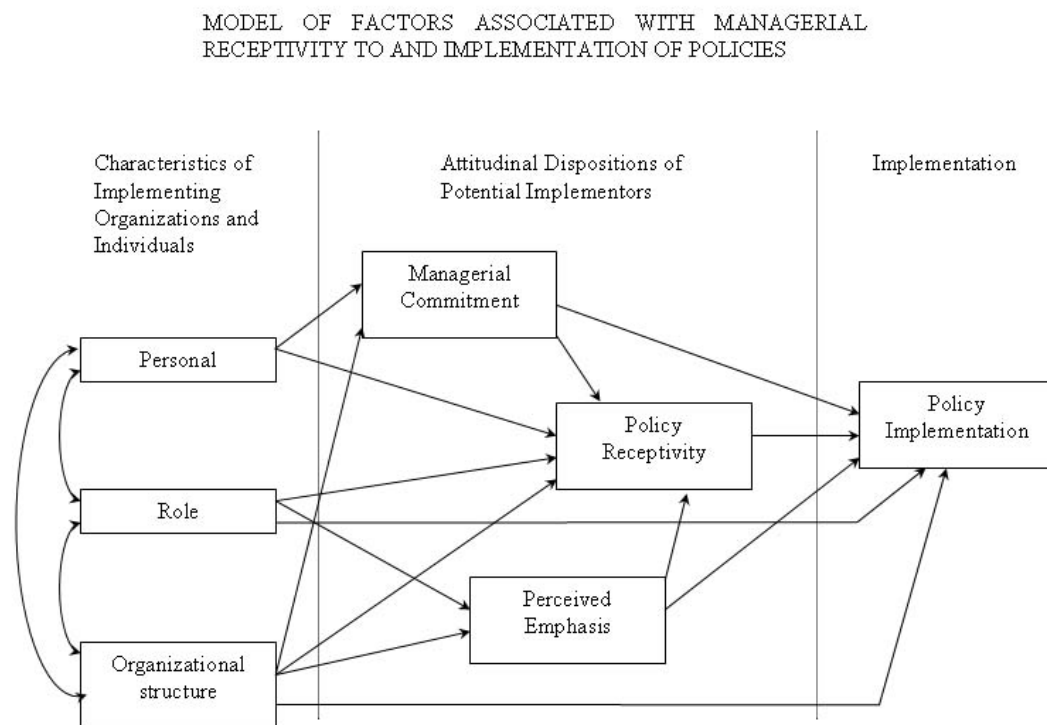 MODEL OF FACTORS ASSOCIATED WITH MANAGERIAL
RECEPTIVITY TO AND IMPLEMENTATION OF POLICIES
Characteristics of
Implementing
Organizations and
Individuals
Attitudinal Dispositions of
Potential Implementors
Implementation
Managerial
Commitment
Personal
Policy
Receptivity
Policy
Implementation
Role
Perceived
Emphasis
Organizational
structure